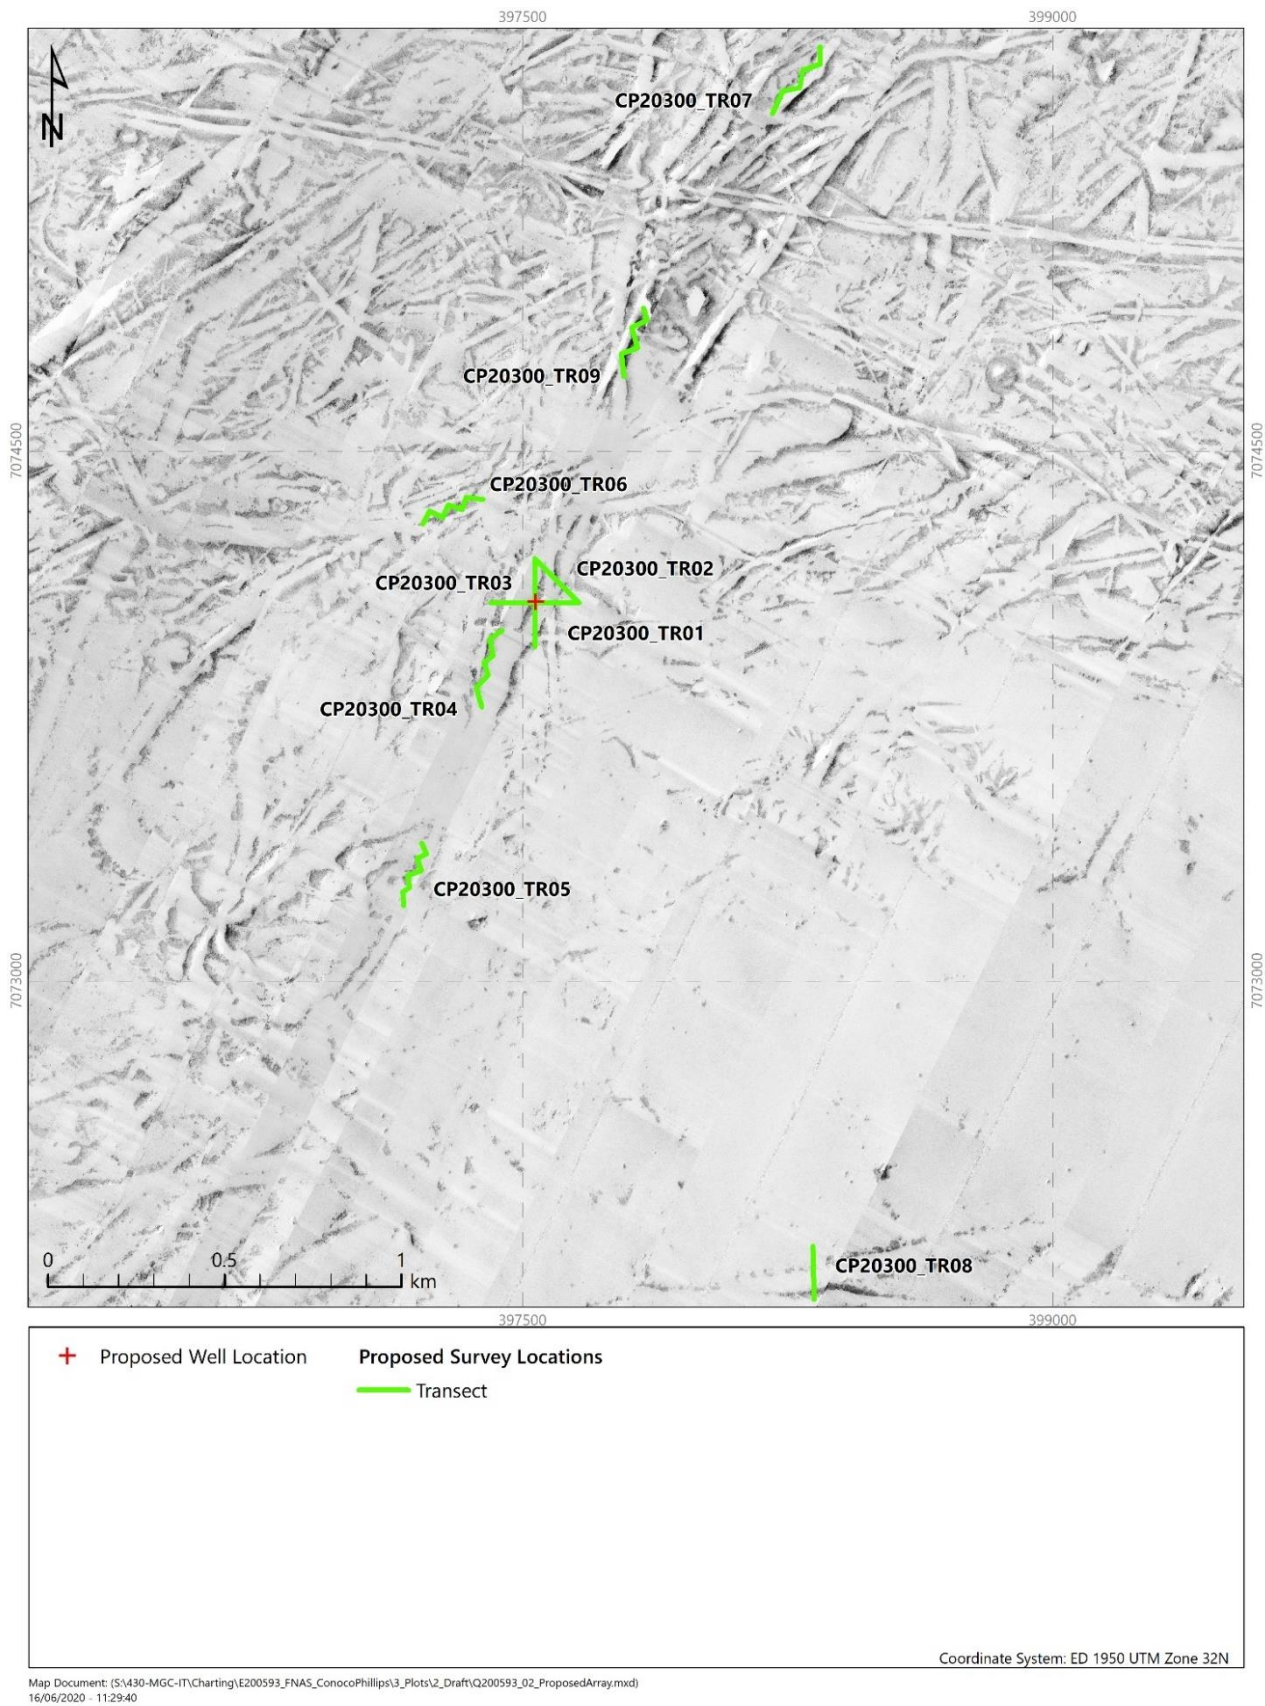 397500 399000
N
CP20300_TR07
CP20300_TR09
7074500 7074500
CP20300_TR06
CP20300_TR02
CP20300_TR03
CP20300_TR01
CP20300_TR04
CP20300_TR05
7073000 7073000
0 0.5 1
km
CP20300_TR08
397500 399000
Proposed Well Location
Proposed Survey Locations
Transect
Coordinate System: ED 1950 UTM Zone 32N
Map Document: (S:\430-MGC-IT\Charting\E200593_FNAS_ConocoPhillips\3_Plots\2_Draft\Q200593_02_ProposedArray.mxd)
16/06/2020 - 11:29:40